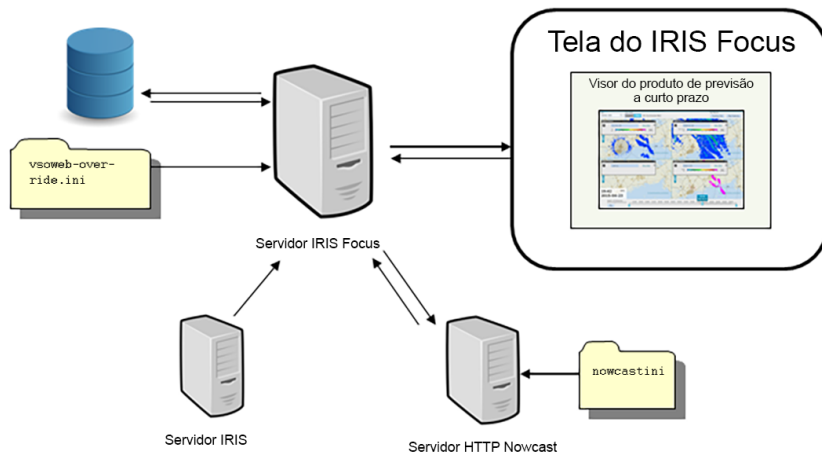 Tela do IRIS Focus
Visor do produto de previsão
a curto prazo
vsoweb-over-
ride.ini
Servidor IRIS Focus
nowcastini
Servidor IRIS
Servidor HTTP Nowcast